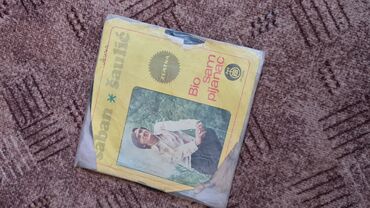 šaban * šaulić
Bio
sam
pijanac